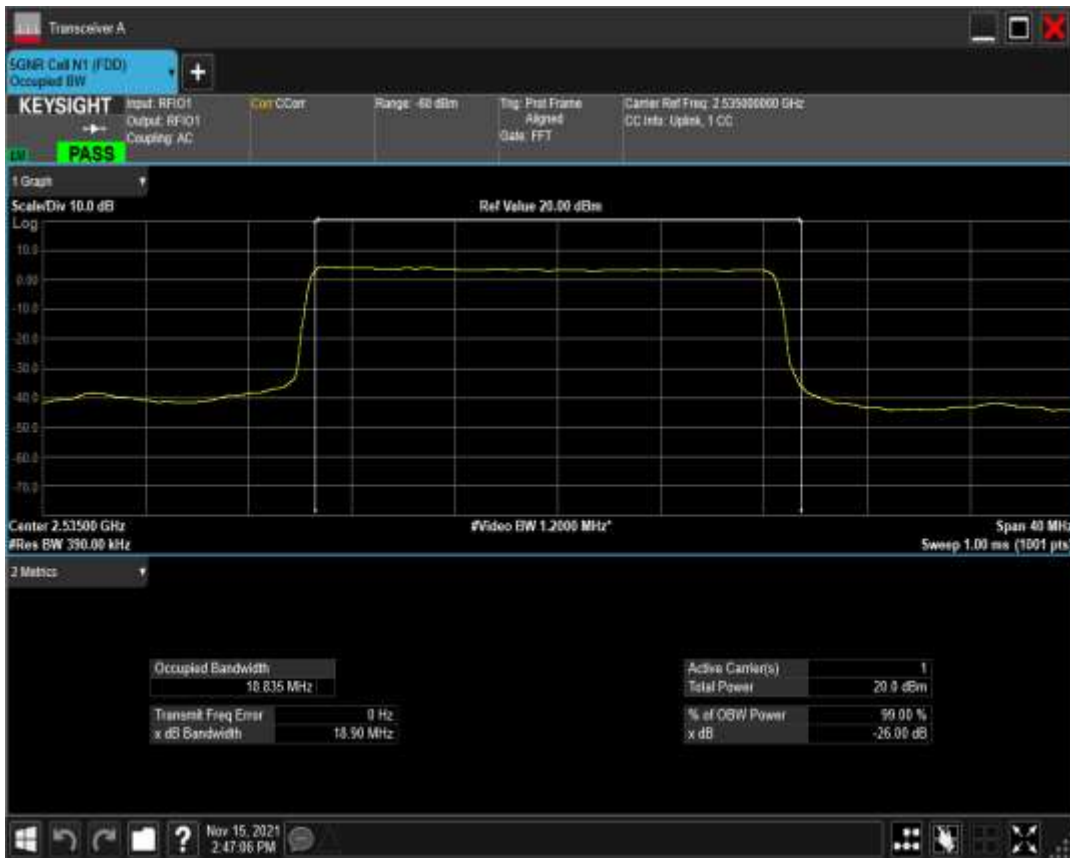 Transceiver A
5GNR Cell N1 (FDD)
Occupied BW
+
KEYSIGHT
PASS
Input: RFIO1
Output: RFIO1
Coupling: AC
Corr CCorr
Range: -60 dBm
Trig: Prot Frame
Aligned
Gate: FFT
Carrier Ref Freq: 2.535000000 GHz
CC Info: Uplink, 1 CC
1 Graph
Scale/Div 10.0 dB
Ref Value 20.00 dBm
Log
10.0
0.00
-10.0
-20.0
-30.0
-40.0
-50.0
-70.0
Center 2.53500 GHz
#Video BW 1.2000 MHz*
Span 40 MHz
#Res BW 390.00 kHz
Sweep 1.00 ms (1001 pts)
2 Metrics
Occupied Bandwidth
18.835 MHz
Transmit Freq Error 0 Hz
x dB Bandwidth 18.90 MHz
Active Carrier(s) 1
Total Power 20.0 dBm
% of OBW Power 99.00 %
x dB -26.00 dB
?
Nov 15, 2021
2:47:06 PM